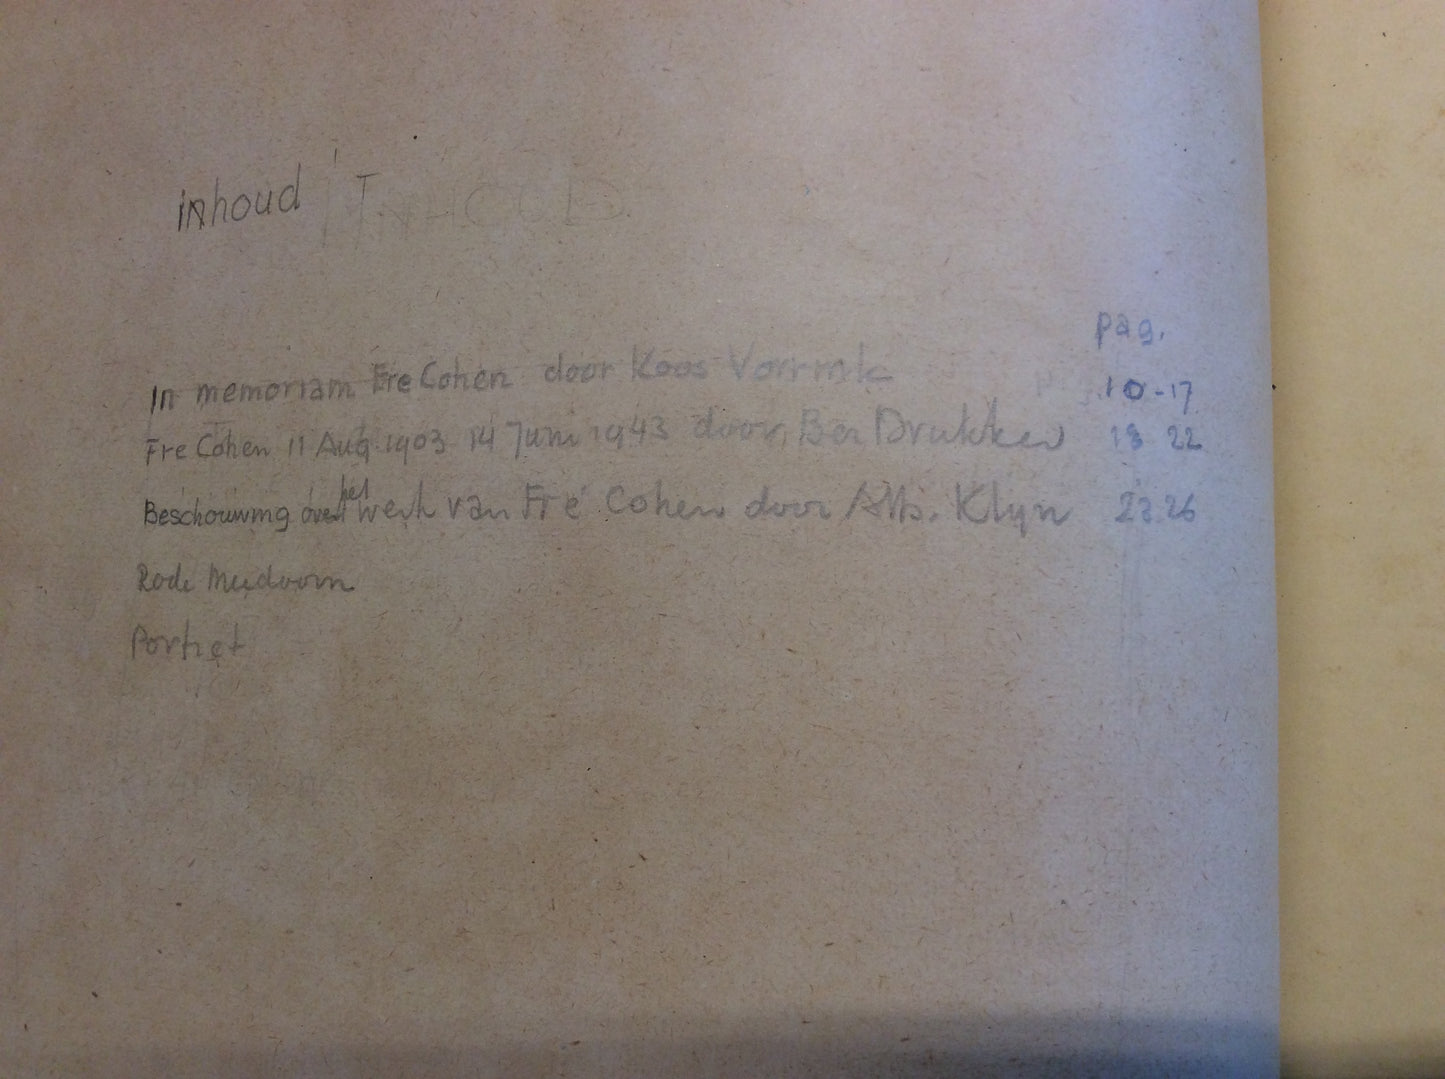 inhoud INHOUD
pag.
In memoriam Fre Cohen door Koos Vorrink 10-17
Fre Cohen 11 Aug. 1903 14 Juni 1943 door Ben Drukker 18 22
Beschouwing over het werk van Fré Cohen door Alb. Klyn 23 26
Rode Meidoorn
Portret